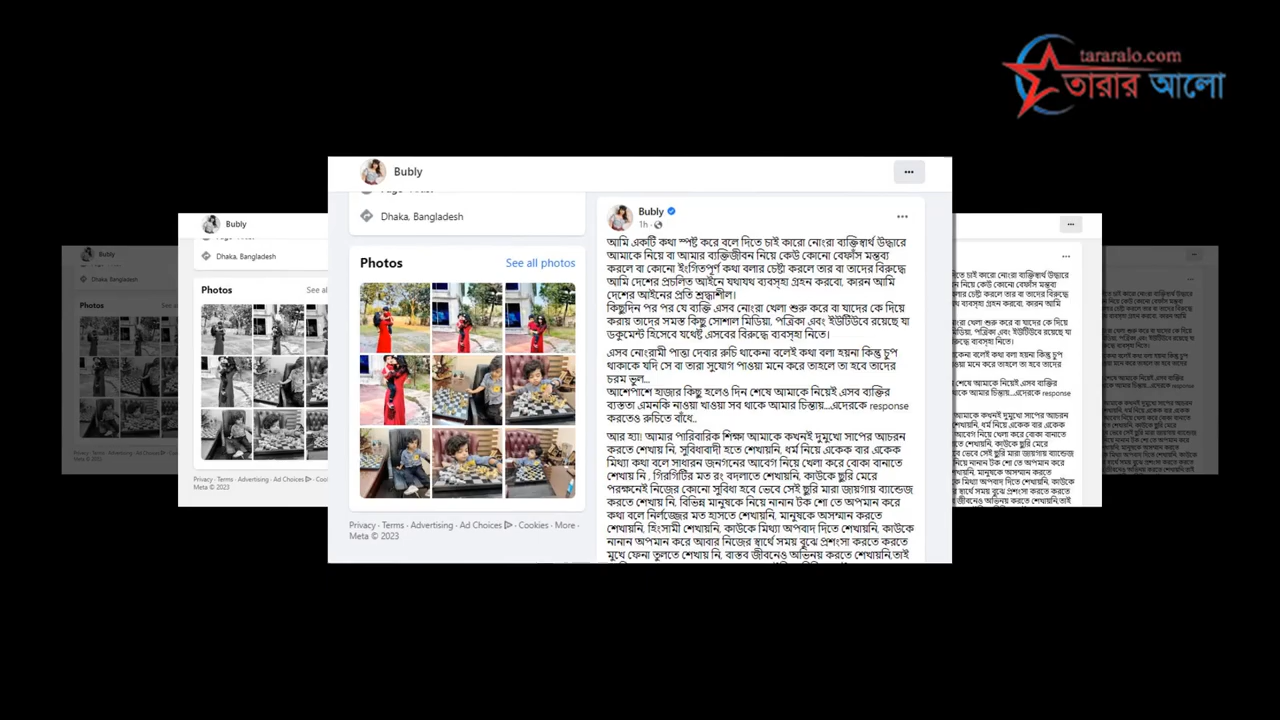 tararalo.com
তারার আলো
Bubly
Dhaka, Bangladesh
Photos
See all photos
Privacy · Terms · Advertising · Ad Choices · Cookies · More ·
Meta © 2023
Bubly
1h ·
আমি একটি কথা স্পষ্ট করে বলে দিতে চাই কারো নোংরা ব্যক্তিস্বার্থ উদ্ধারে
আমাকে নিয়ে বা আমার ব্যক্তিজীবন নিয়ে কেউ কোনো বেফাঁস মন্তব্য
করলে বা কোনো ইংগিতপূর্ণ কথা বলার চেষ্টা করলে তার বা তাদের বিরুদ্ধে
আমি দেশের প্রচলিত আইনে যথাযথ ব্যবস্হা গ্রহন করবো. কারন আমি
দেশের আইনের প্রতি শ্রদ্ধাশীল।
কিছুদিন পর পর যে ব্যক্তি এসব নোংরা খেলা শুরু করে বা যাদের কে দিয়ে
করায় তাদের সমস্ত কিছু সোশাল মিডিয়া, পত্রিকা এবং ইউটিউবে রয়েছে যা
ডকুমেন্ট হিসেবে যথেষ্ট এসবের বিরুদ্ধে ব্যবস্হা নিতে।
এসব নোংরামী পাত্তা দেবার রুচি থাকেনা বলেই কথা বলা হয়না কিন্তু চুপ
থাকাকে যদি সে বা তারা সুযোগ পাওয়া মনে করে তাহলে তা হবে তাদের
চরম ভুল...
আশেপাশে হাজার কিছু হলেও দিন শেষে আমাকে নিয়েই এসব ব্যক্তির
ব্যস্ততা এমনকি নাওয়া খাওয়া সব থাকে আমার চিন্তায়...এদেরকে response
করতেও রুচিতে বাঁধে..
আর হ্যা! আমার পারিবারিক শিক্ষা আমাকে কখনই দুমুখো সাপের আচরন
করতে শেখায় নি, সুবিধাবাদী হতে শেখায়নি. ধর্ম নিয়ে একেক বার একেক
মিথ্যা কথা বলে সাধারন জনগনের আবেগ নিয়ে খেলা করে বোকা বানাতে
শেখায় নি , গিরগিটির মত রং বদলাতে শেখায়নি. কাউকে ছুরি মেরে
পরক্ষনেই নিজের কোনো সুবিধা হবে ভেবে সেই ছুরি মারা জায়গায় ব্যান্ডেজ
করতে শেখায় নি, বিভিন্ন মানুষকে নিয়ে নানান টক শো তে অপমান করে
কথা বলে নির্লজ্জের মত হাসতে শেখায়নি, মানুষকে অসম্মান করতে
শেখায়নি, হিংসামী শেখায়নি, কাউকে মিথ্যা অপবাদ দিতে শেখায়নি, কাউকে
নানান অপমান করে আবার নিজের স্বার্থে সময় বুঝে প্রশংসা করতে করতে
মুখে ফেনা তুলতে শেখায় নি, বাস্তব জীবনেও অভিনয় করতে শেখায়নি.তাই